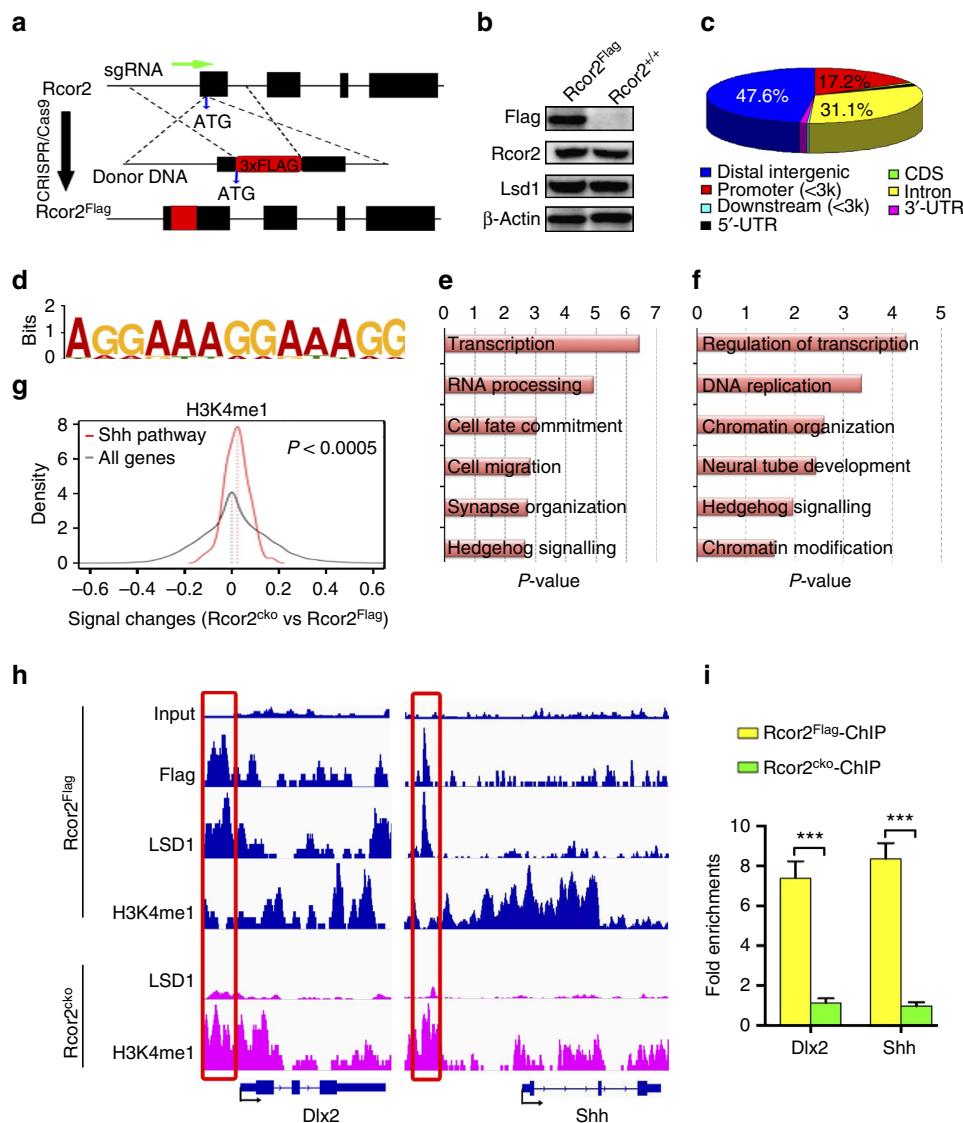 a
sgRNA
Rcor2
ATG
CRISPR/Cas9
3xFLAG
Donor DNA
ATG
Rcor2Flag
b
Rcor2Flag
Rcor2+/+
Flag
Rcor2
Lsd1
β-Actin
c
17.2%
47.6%
31.1%
Distal intergenic
Promoter (<3k)
Downstream (<3k)
5′-UTR
CDS
Intron
3′-UTR
d
2
1
0
Bits
AGGAAAGGAAAGG
e
0 1 2 3 4 5 6 7
Transcription
RNA processing
Cell fate commitment
Cell migration
Synapse organization
Hedgehog signalling
P-value
f
0 1 2 3 4 5
Regulation of transcription
DNA replication
Chromatin organization
Neural tube development
Hedgehog signalling
Chromatin modification
P-value
g
H3K4me1
8
6
4
2
0
Density
Shh pathway
All genes
P < 0.0005
−0.6 −0.4 −0.2 0 0.2 0.4 0.6
Signal changes (Rcor2cko vs Rcor2Flag)
h
Rcor2Flag
Input
Flag
LSD1
H3K4me1
Rcor2cko
LSD1
H3K4me1
Dlx2
Shh
i
Rcor2Flag-ChIP
Rcor2cko-ChIP
10
8
6
4
2
0
Fold enrichments
***
***
Dlx2
Shh